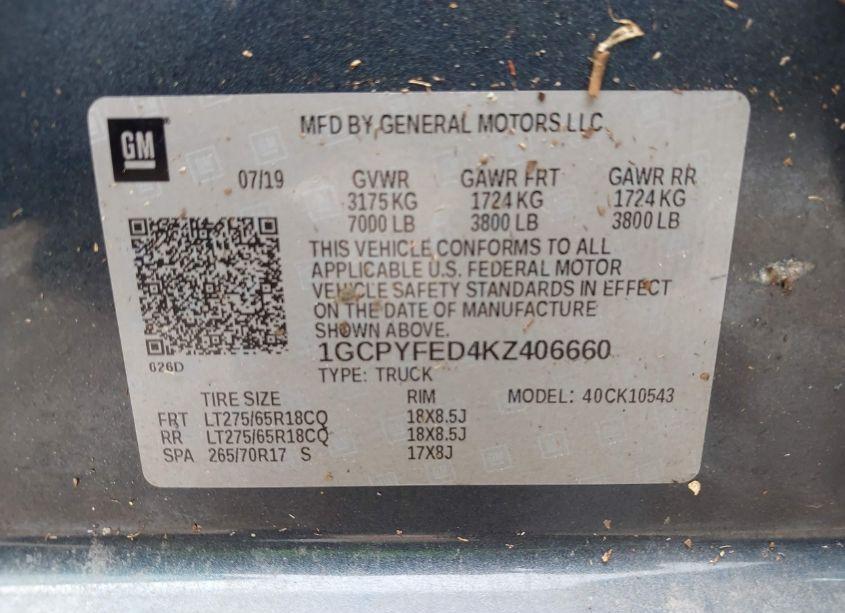 GM
MFD BY GENERAL MOTORS LLC
07/19 GVWR GAWR FRT GAWR RR
3175 KG 1724 KG 1724 KG
7000 LB 3800 LB 3800 LB
THIS VEHICLE CONFORMS TO ALL
APPLICABLE U.S. FEDERAL MOTOR
VEHICLE SAFETY STANDARDS IN EFFECT
ON THE DATE OF MANUFACTURE
SHOWN ABOVE.
1GCPYFED4KZ406660
026D
TYPE: TRUCK
TIRE SIZE RIM MODEL: 40CK10543
FRT LT275/65R18CQ 18X8.5J
RR LT275/65R18CQ 18X8.5J
SPA 265/70R17 S 17X8J